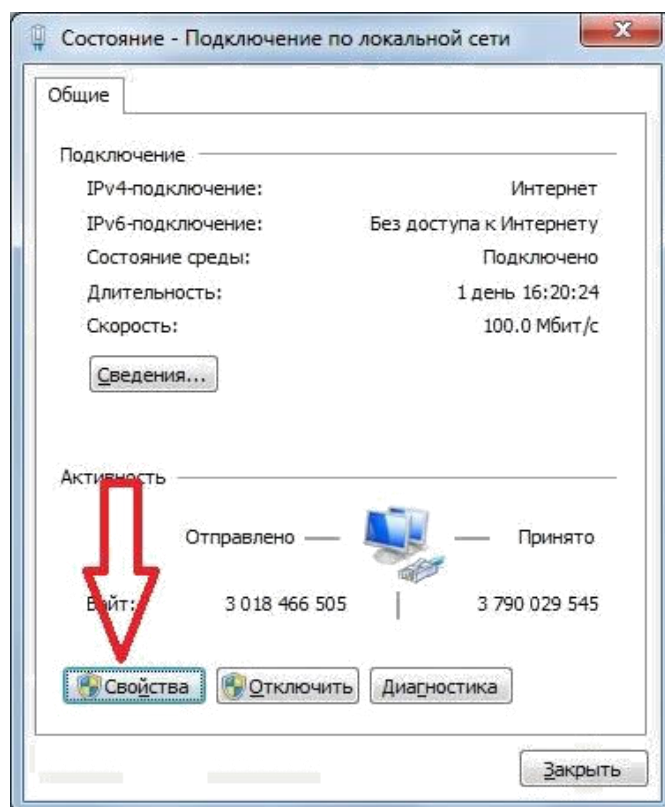 Состояние - Подключение по локальной сети
Общие
Подключение
IPv4-подключение: Интернет
IPv6-подключение: Без доступа к Интернету
Состояние среды: Подключено
Длительность: 1 день 16:20:24
Скорость: 100.0 Мбит/с
Сведения...
Активность
Отправлено — — Принято
Байт: 3 018 466 505 | 3 790 029 545
Свойства Отключить Диагностика
Закрыть